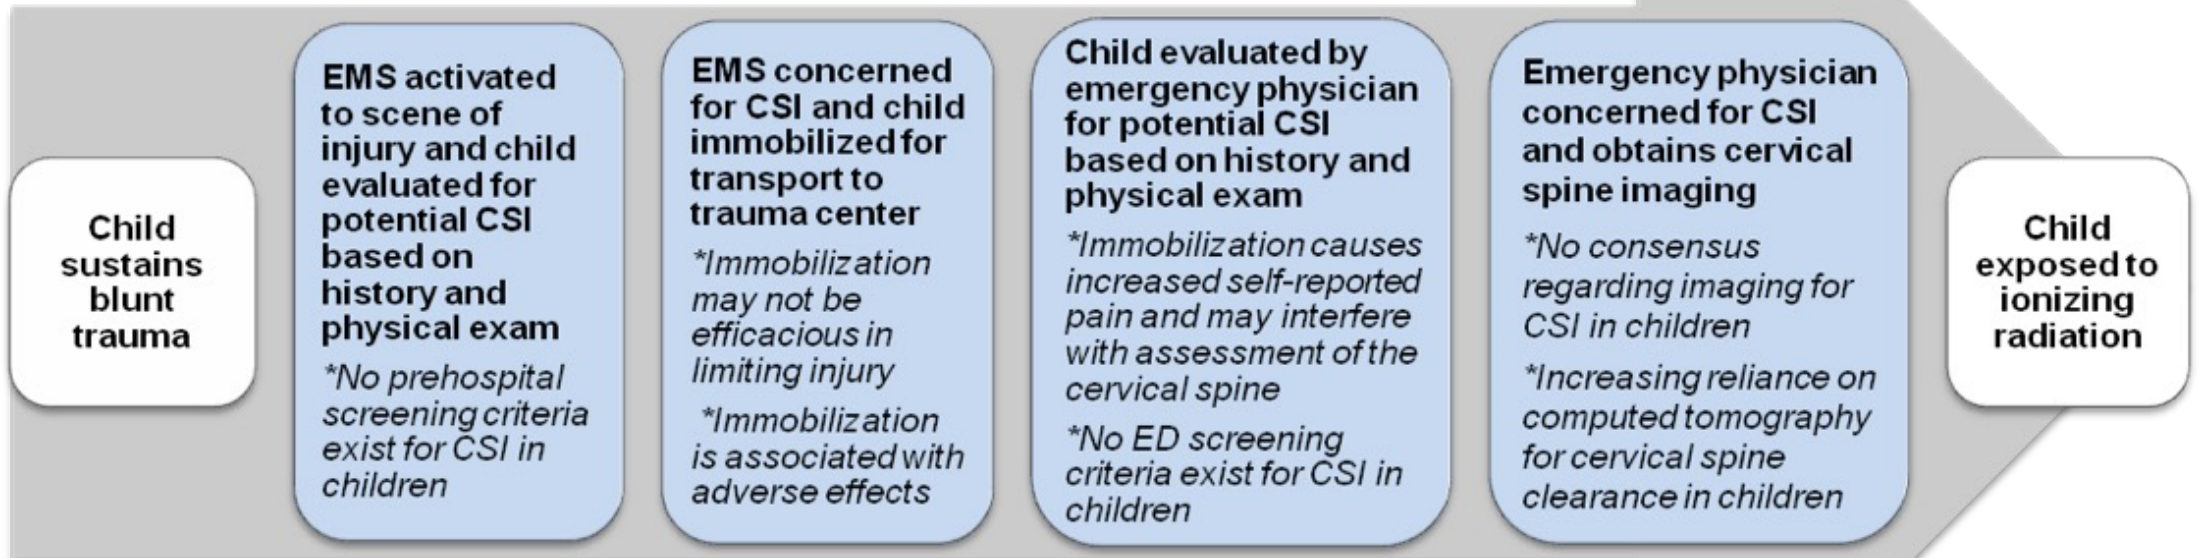 Child
sustains
blunt
trauma
EMS activated
to scene of
injury and child
evaluated for
potential CSI
based on
history and
physical exam
*No prehospital
screening criteria
exist for CSI in
children
EMS concerned
for CSI and child
immobilized for
transport to
trauma center
*Immobilization
may not be
efficacious in
limiting injury
*Immobilization
is associated with
adverse effects
Child evaluated by
emergency physician
for potential CSI
based on history and
physical exam
*Immobilization causes
increased self-reported
pain and may interfere
with assessment of the
cervical spine
*No ED screening
criteria exist for CSI in
children
Emergency physician
concerned for CSI
and obtains cervical
spine imaging
*No consensus
regarding imaging for
CSI in children
*Increasing reliance on
computed tomography
for cervical spine
clearance in children
Child
exposed to
ionizing
radiation